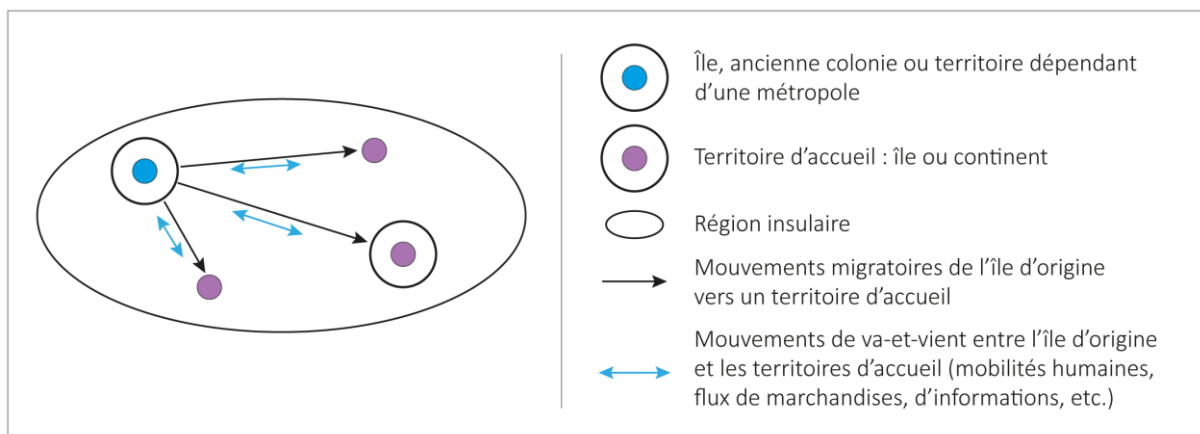 Île, ancienne colonie ou territoire dépendant
d'une métropole
Territoire d'accueil : île ou continent
Région insulaire
Mouvements migratoires de l'île d'origine
vers un territoire d'accueil
Mouvements de va-et-vient entre l'île d'origine
et les territoires d'accueil (mobilités humaines,
flux de marchandises, d'informations, etc.)